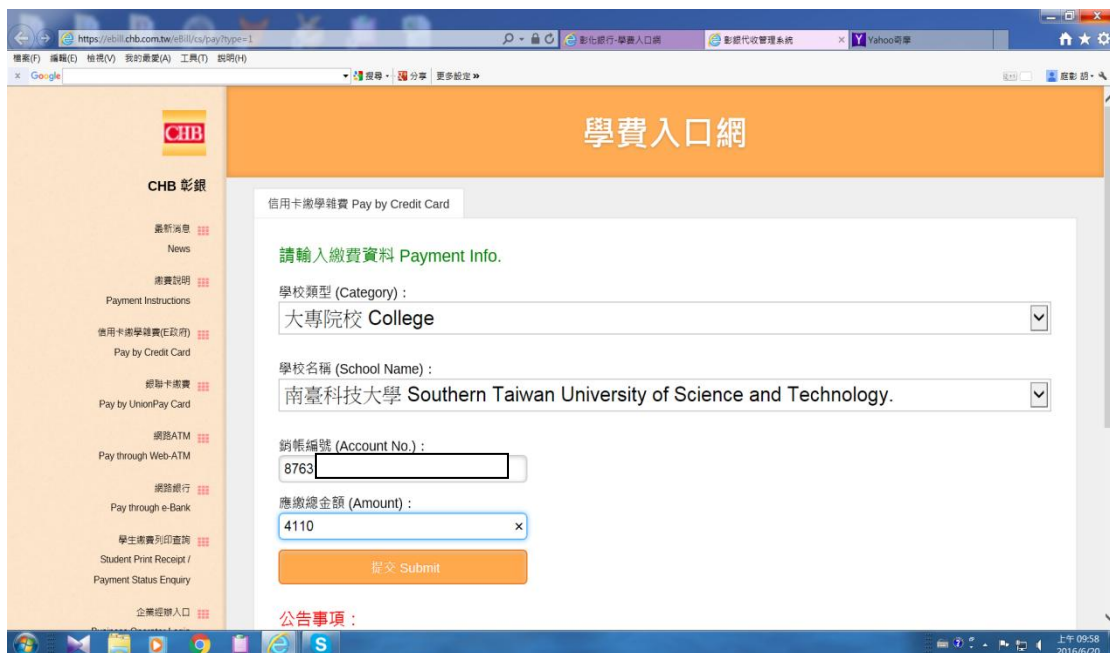 https://ebill.chb.com.tw/eBill/cs/pay?type=1
彰化銀行-學費入口網
彰銀代收管理系統
Yahoo奇摩
檔案(F) 編輯(E) 檢視(V) 我的最愛(A) 工具(T) 說明(H)
x Google
搜尋 分享 更多設定 »
CHB
學費入口網
CHB 彰銀
最新消息
News
繳費說明
Payment Instructions
信用卡繳學雜費(E政府)
Pay by Credit Card
銀聯卡繳費
Pay by UnionPay Card
網路ATM
Pay through Web-ATM
網路銀行
Pay through e-Bank
學生繳費列印查詢
Student Print Receipt /
Payment Status Enquiry
企業經辦人口
信用卡繳學雜費 Pay by Credit Card
請輸入繳費資料 Payment Info.
學校類型 (Category)：
大專院校 College
學校名稱 (School Name)：
南臺科技大學 Southern Taiwan University of Science and Technology.
銷帳編號 (Account No.)：
8763
應繳總金額 (Amount)：
4110
提交 Submit
公告事項：
上午 09:58
2016/6/20